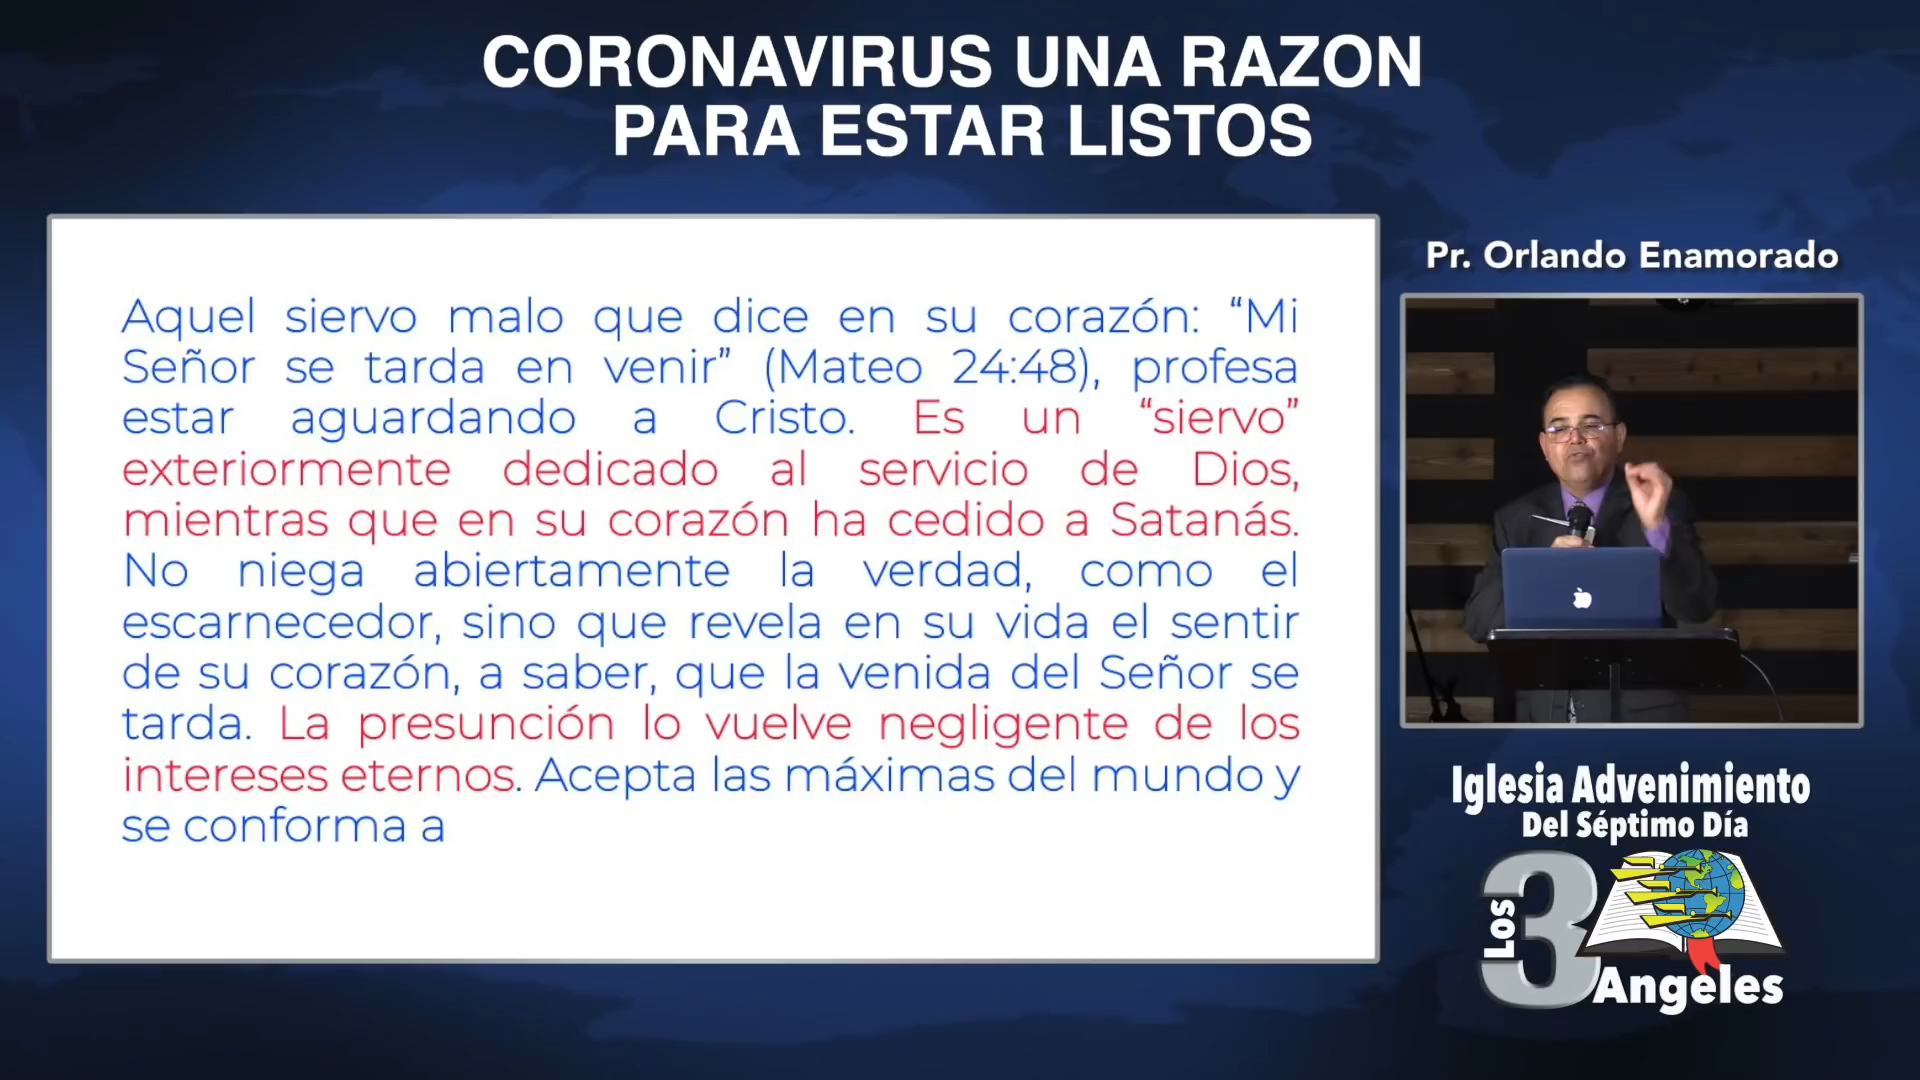 CORONAVIRUS UNA RAZON
PARA ESTAR LISTOS
Aquel siervo malo que dice en su corazón: “Mi
Señor se tarda en venir” (Mateo 24:48), profesa
estar aguardando a Cristo. Es un “siervo”
exteriormente dedicado al servicio de Dios,
mientras que en su corazón ha cedido a Satanás.
No niega abiertamente la verdad, como el
escarnecedor, sino que revela en su vida el sentir
de su corazón, a saber, que la venida del Señor se
tarda. La presunción lo vuelve negligente de los
intereses eternos. Acepta las máximas del mundo y
se conforma a
Pr. Orlando Enamorado
Iglesia Advenimiento
Del Séptimo Día
Los
3
Angeles